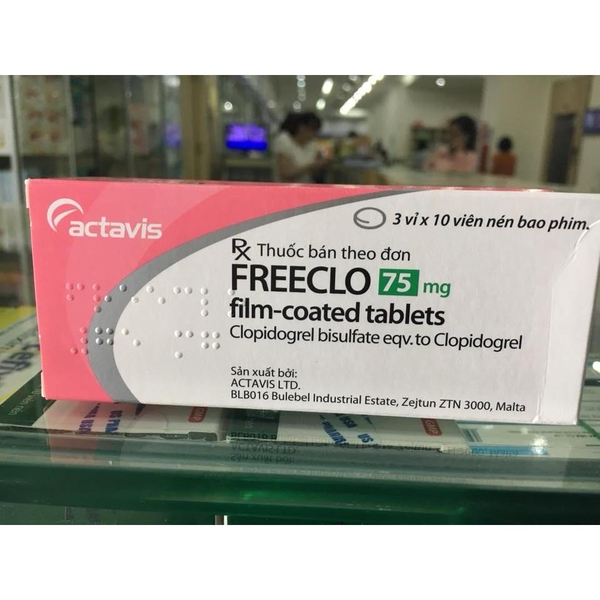 actavis
3 vỉ x 10 viên nén bao phim.
Rx Thuốc bán theo đơn
FREECLO 75 mg
film-coated tablets
Clopidogrel bisulfate eqv. to Clopidogrel
Sản xuất bởi:
ACTAVIS LTD.
BLB016 Bulebel Industrial Estate, Zejtun ZTN 3000, Malta